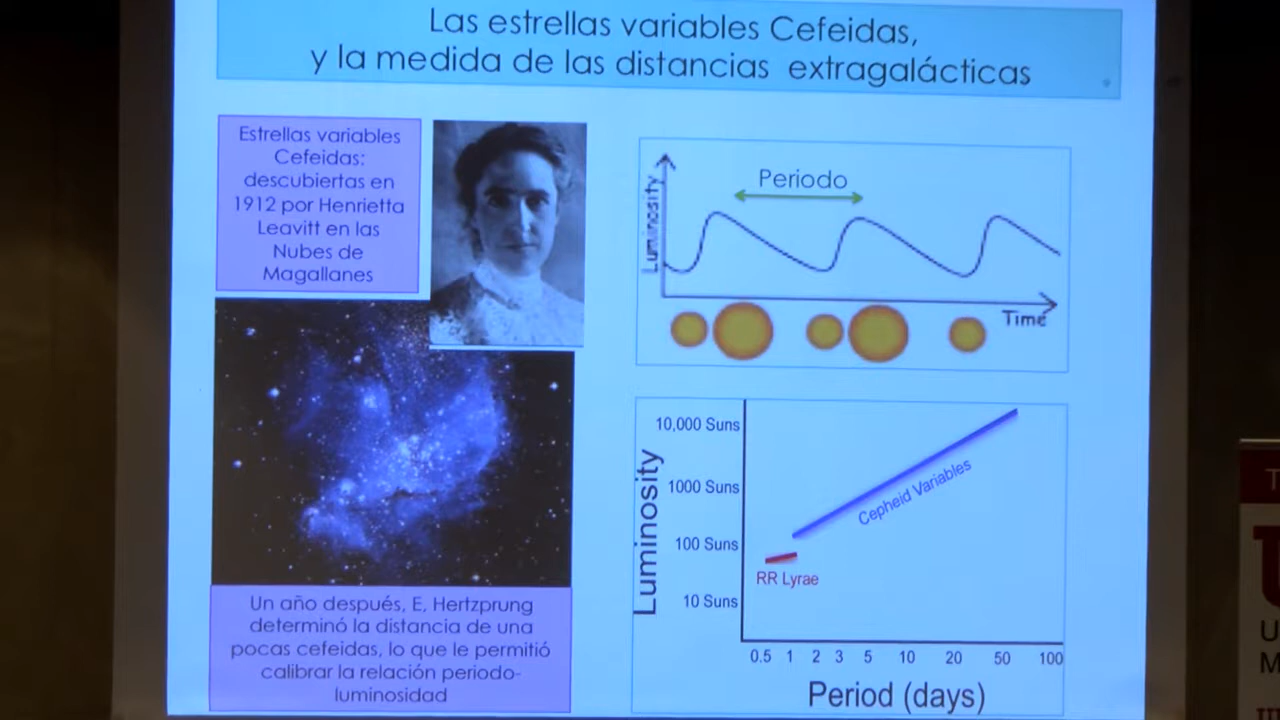 Las estrellas variables Cefeidas,
y la medida de las distancias extragalácticas
Estrellas variables
Cefeidas:
descubiertas en
1912 por Henrietta
Leavitt en las
Nubes de
Magallanes
Un año después, E, Hertzprung
determinó la distancia de una
pocas cefeidas, lo que le permitió
calibrar la relación periodo-
luminosidad
Luminosity
Periodo
Time
Luminosity
10,000 Suns
1000 Suns
100 Suns
10 Suns
Cepheid Variables
RR Lyrae
0.5 1 2 3 5 10 20 50 100
Period (days)